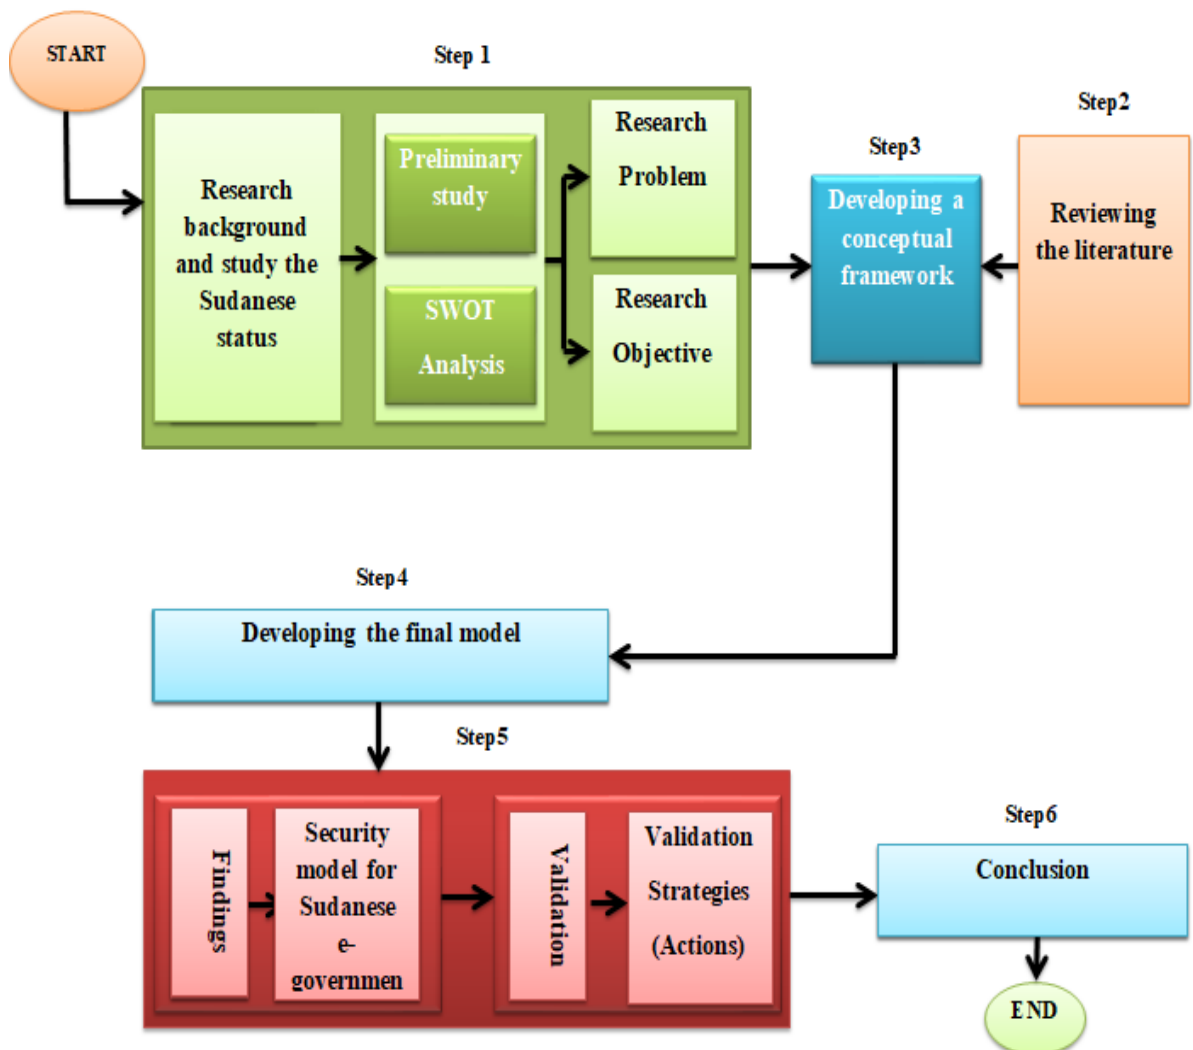 START
Step 1
Research
background
and study the
Sudanese
status
Preliminary
study
SWOT
Analysis
Research
Problem
Research
Objective
Step3
Developing a
conceptual
framework
Step2
Reviewing
the literature
Step4
Developing the final model
Step5
Findings
Security
model for
Sudanese
e-
governmen
Validation
Validation
Strategies
(Actions)
Step6
Conclusion
END